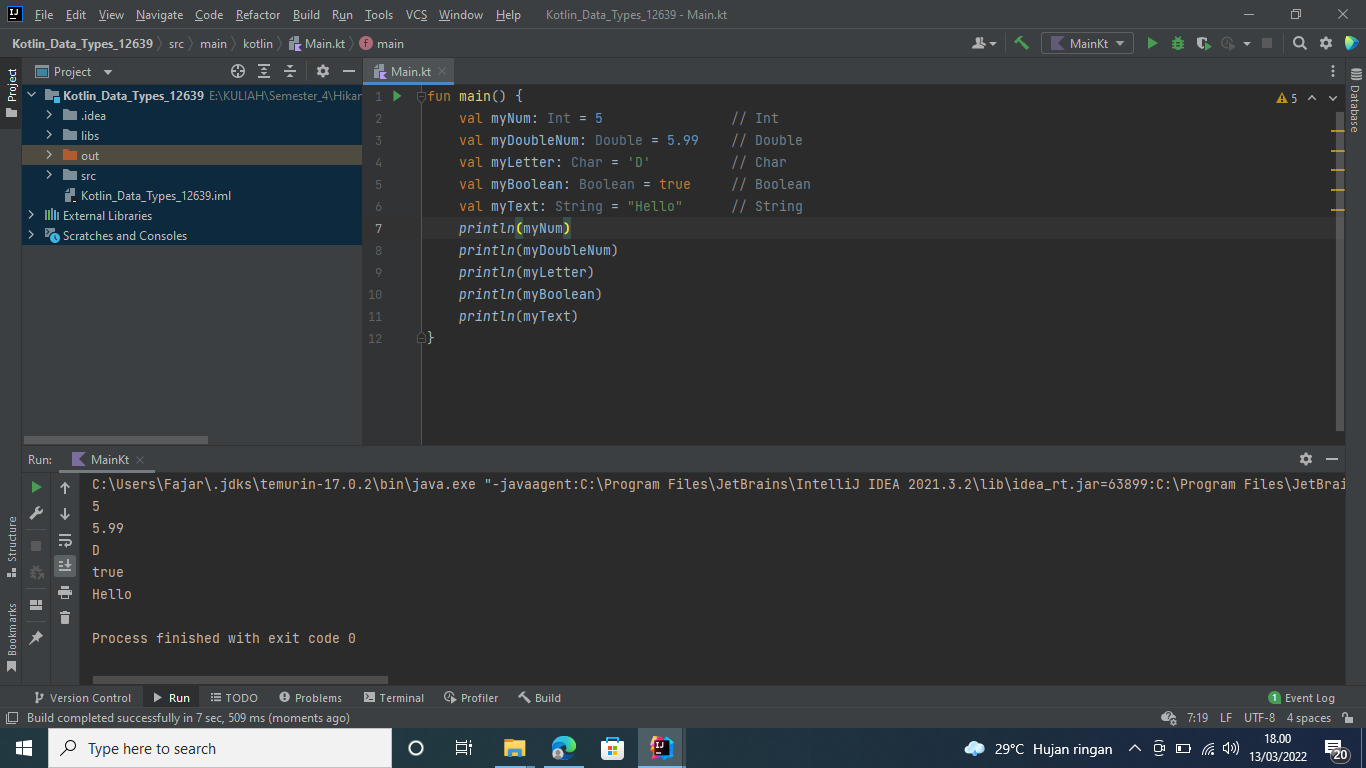 File Edit View Navigate Code Refactor Build Run Tools VCS Window Help Kotlin_Data_Types_12639 - Main.kt
Kotlin_Data_Types_12639 src main kotlin Main.kt main MainKt
Project
Project
Main.kt
Database
Kotlin_Data_Types_12639 E:\KULIAH\Semester_4\Hikar
.idea
libs
out
src
Kotlin_Data_Types_12639.iml
External Libraries
Scratches and Consoles
1 fun main() { 5
2 val myNum: Int = 5 // Int
3 val myDoubleNum: Double = 5.99 // Double
4 val myLetter: Char = 'D' // Char
5 val myBoolean: Boolean = true // Boolean
6 val myText: String = "Hello" // String
7 println(myNum)
8 println(myDoubleNum)
9 println(myLetter)
10 println(myBoolean)
11 println(myText)
12 }
Run: MainKt
C:\Users\Fajar\.jdks\temurin-17.0.2\bin\java.exe "-javaagent:C:\Program Files\JetBrains\IntelliJ IDEA 2021.3.2\lib\idea_rt.jar=63899:C:\Program Files\JetBrai
5
5.99
D
true
Hello
Process finished with exit code 0
Structure
Bookmarks
Version Control Run TODO Problems Terminal Profiler Build 1 Event Log
Build completed successfully in 7 sec, 509 ms (moments ago) 7:19 LF UTF-8 4 spaces
Type here to search 29°C Hujan ringan 18.00
13/03/2022 20